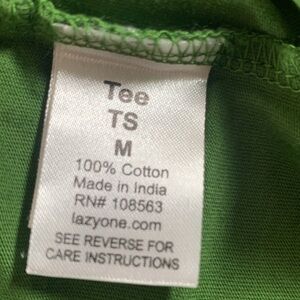 Tee
TS
M
100% Cotton
Made in India
RN# 108563
lazyone.com
SEE REVERSE FOR
CARE INSTRUCTIONS